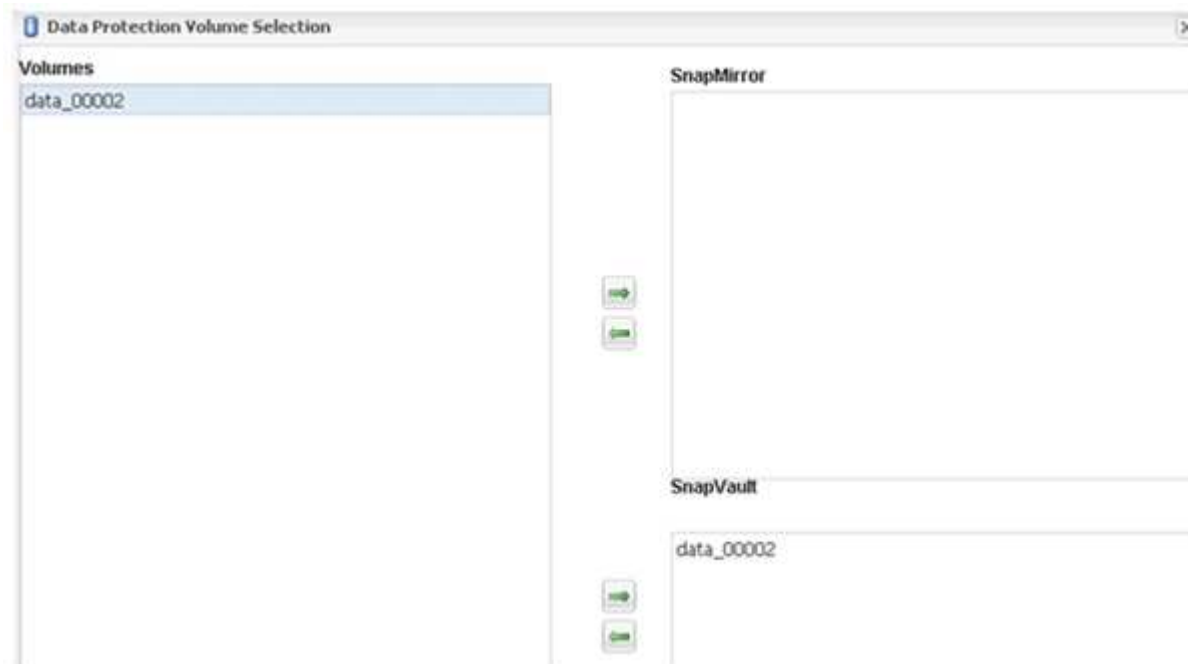 Data Protection Volume Selection
Volumes
data_00002
SnapMirror
SnapVault
data_00002